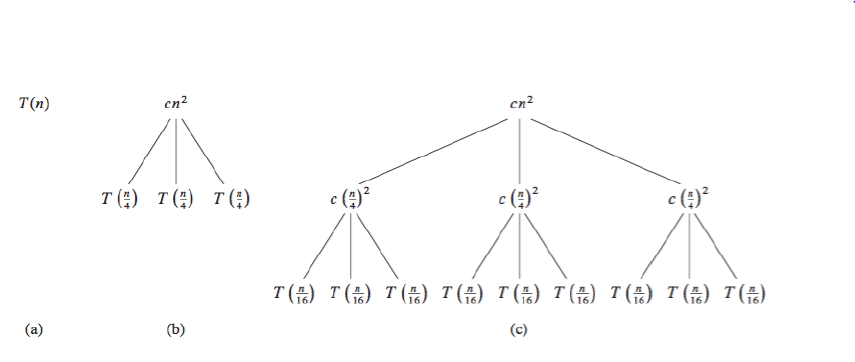 T(n) cn² cn²
T(n/4) T(n/4) T(n/4) c(n/4)² c(n/4)² c(n/4)²
T(n/16) T(n/16) T(n/16) T(n/16) T(n/16) T(n/16) T(n/16) T(n/16) T(n/16)
(a) (b) (c)